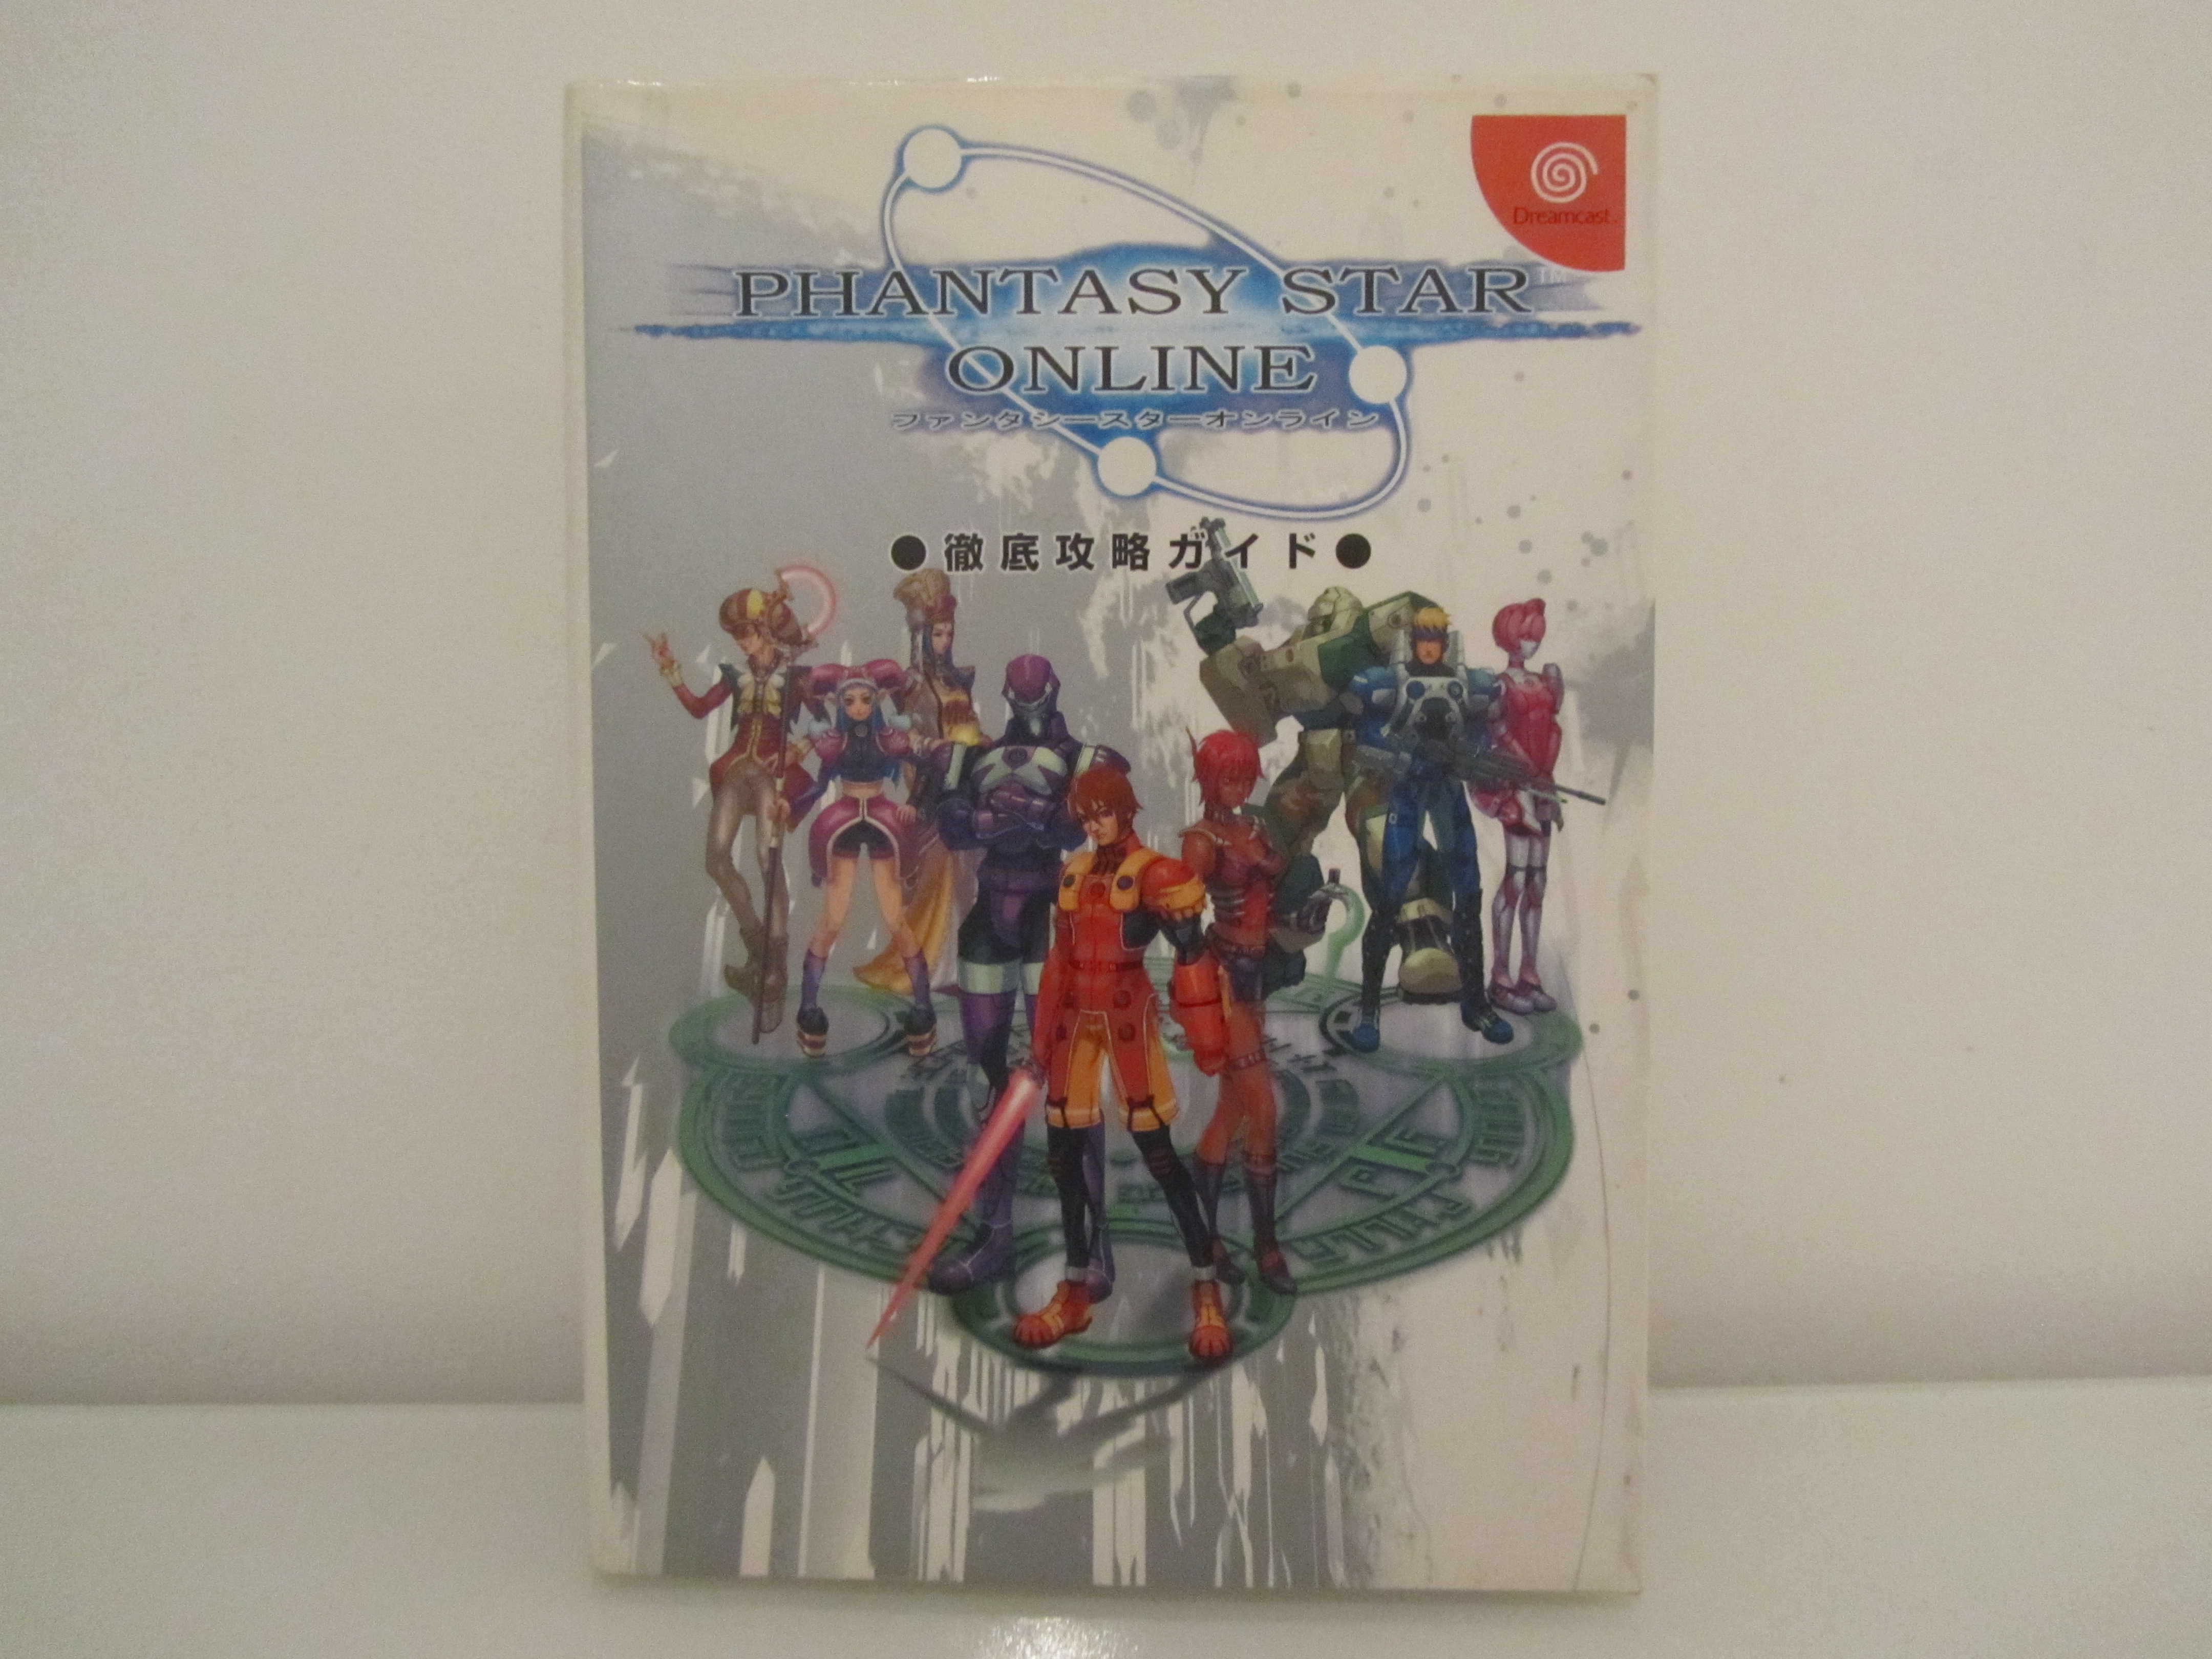 Dreamcast.
PHANTASY STAR™
ONLINE
ファンタシースターオンライン
●徹底攻略ガイド●